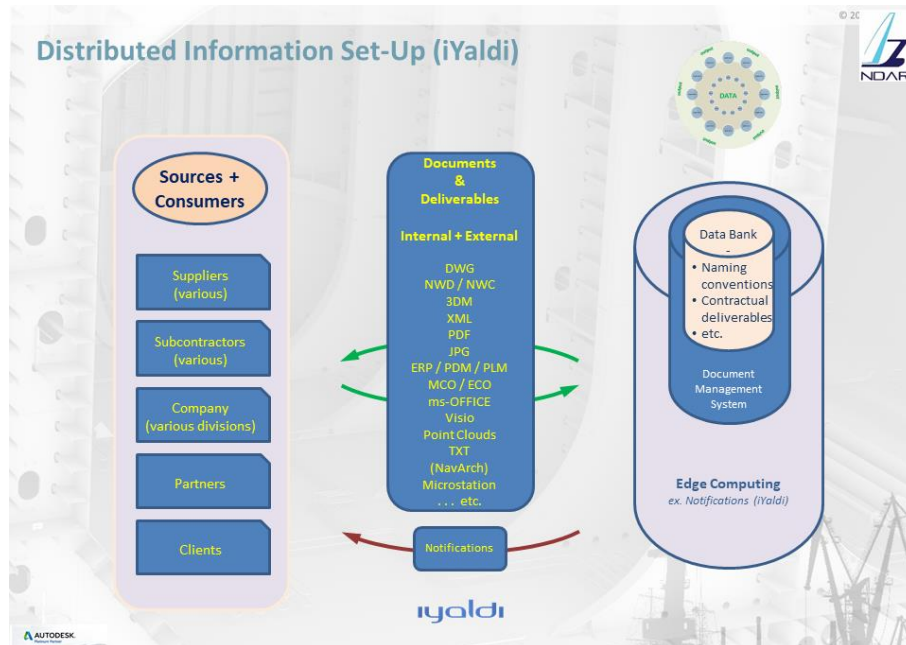 © 20
Distributed Information Set-Up (iYaldi)
NDAR
output
DATA
Sources +
Consumers
Suppliers
(various)
Subcontractors
(various)
Company
(various divisions)
Partners
Clients
Documents
&
Deliverables
Internal + External
DWG
NWD / NWC
3DM
XML
PDF
JPG
ERP / PDM / PLM
MCO / ECO
ms-OFFICE
Visio
Point Clouds
TXT
(NavArch)
Microstation
. . . etc.
Notifications
iyaldi
Data Bank
-
• Naming
conventions
• Contractual
deliverables
• etc.
Document
Management
System
Edge Computing
ex. Notifications (iYaldi)
AUTODESK.